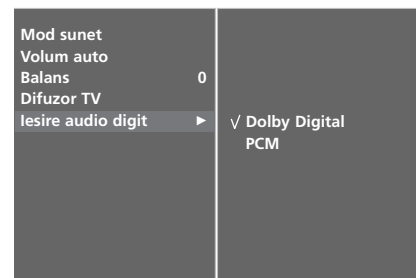 Mod sunet
Volum auto
Balans 0
Difuzor TV
Iesire audio digit ►
√ Dolby Digital
PCM